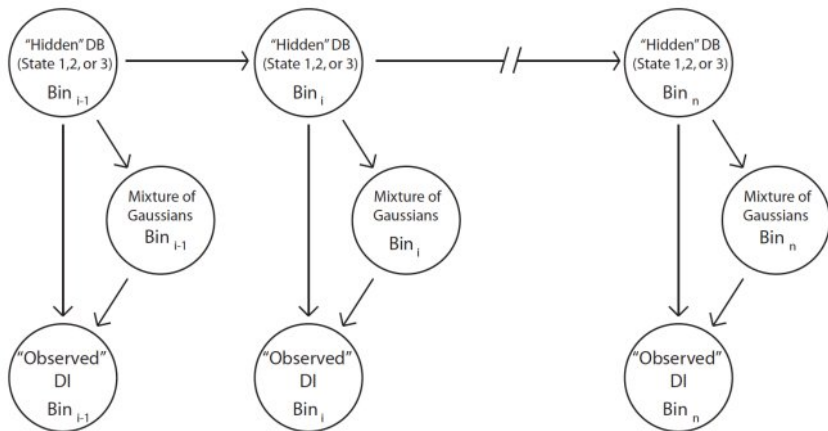 "Hidden" DB
(State 1,2, or 3)
Bin i-1
"Hidden" DB
(State 1,2, or 3)
Bin i
"Hidden" DB
(State 1,2, or 3)
Bin n
Mixture of
Gaussians
Bin i-1
Mixture of
Gaussians
Bin i
Mixture of
Gaussians
Bin n
"Observed"
DI
Bin i-1
"Observed"
DI
Bin i
"Observed"
DI
Bin n